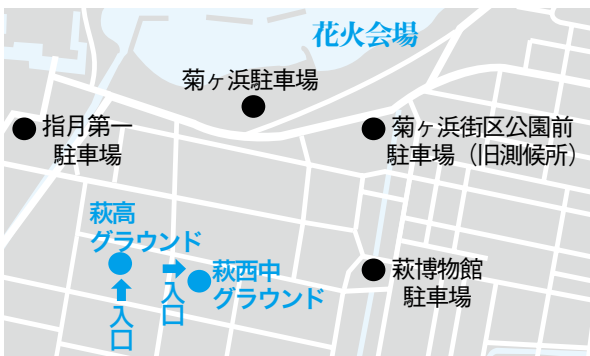 花火会場
菊ヶ浜駐車場
指月第一
駐車場
菊ヶ浜街区公園前
駐車場（旧測候所）
萩高
グラウンド
萩西中
グラウンド
入口
入口
萩博物館
駐車場